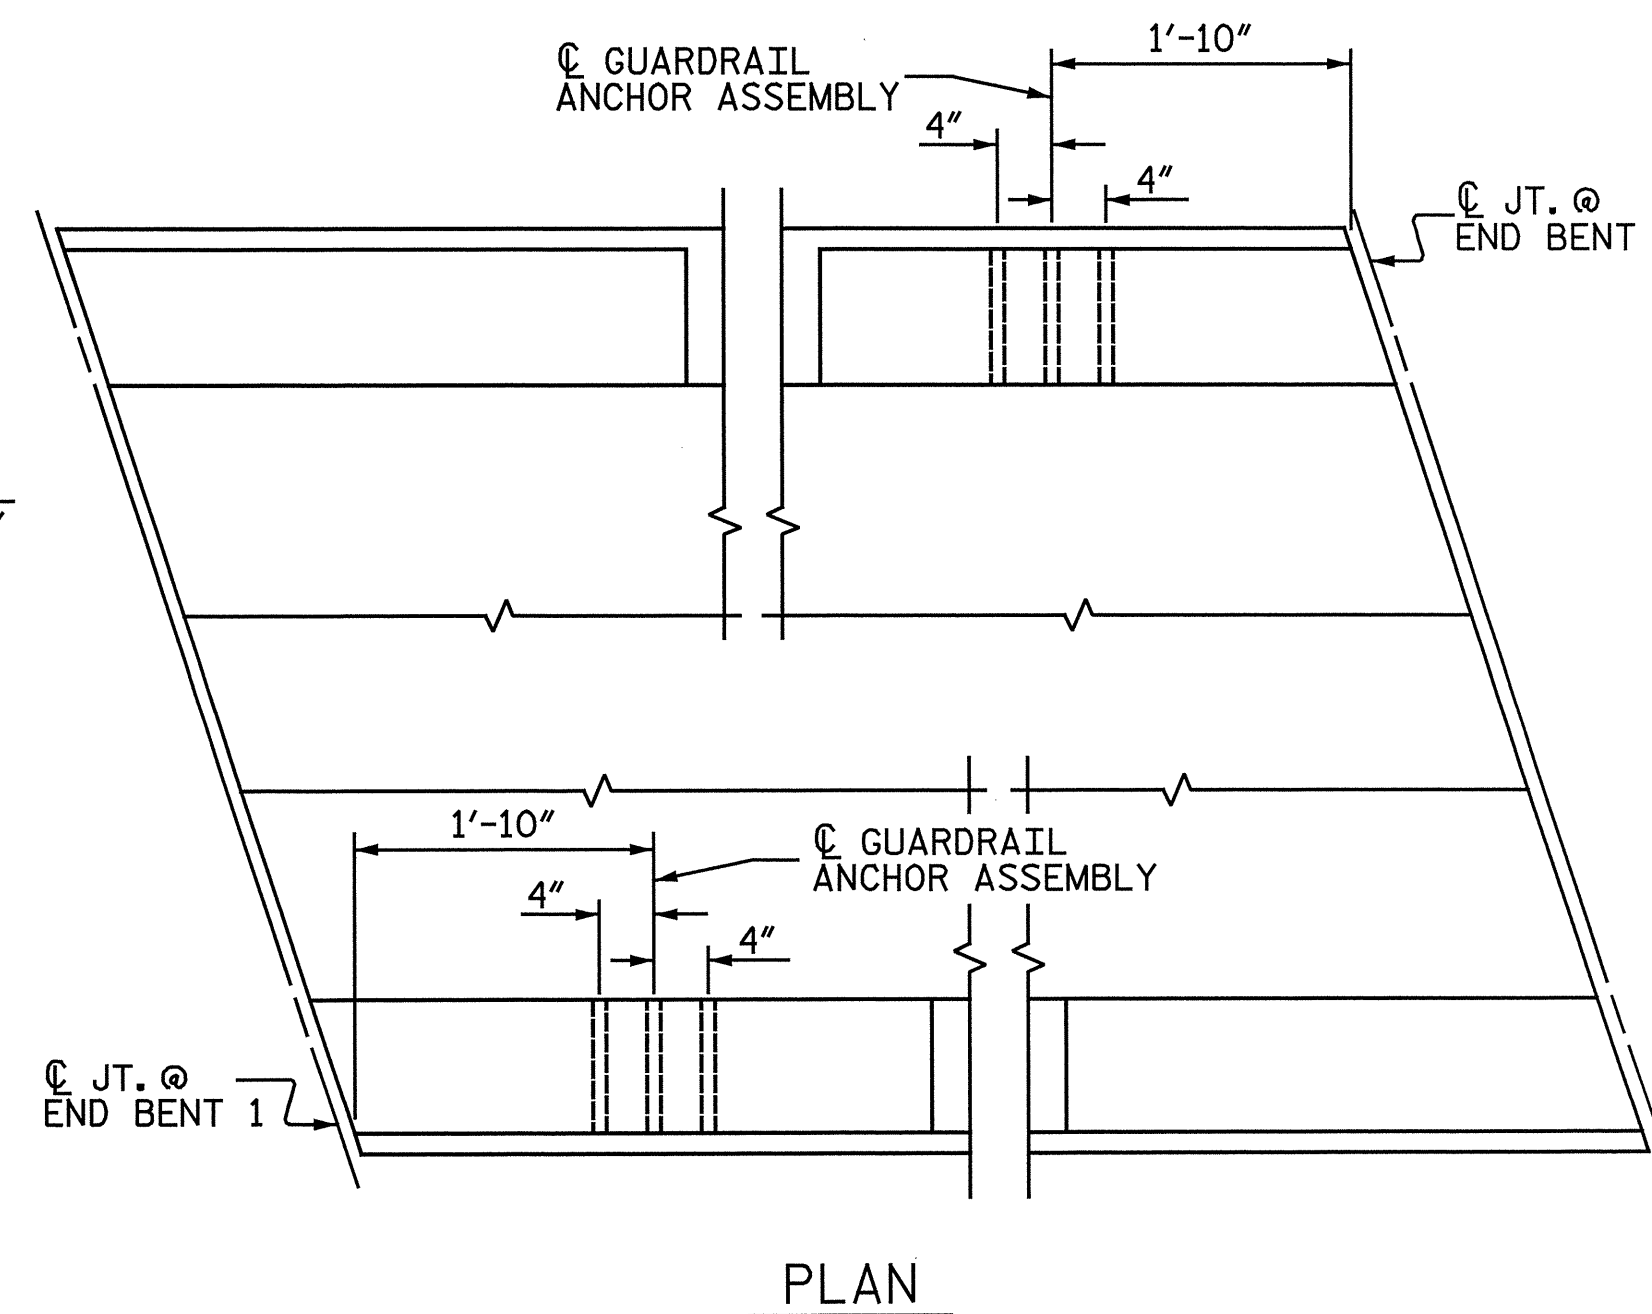 ℄ GUARDRAIL
ANCHOR ASSEMBLY
1'-10"
4"
4"
℄ JT. @
END BENT
1'-10"
℄ GUARDRAIL
ANCHOR ASSEMBLY
4"
4"
℄ JT. @
END BENT 1
PLAN